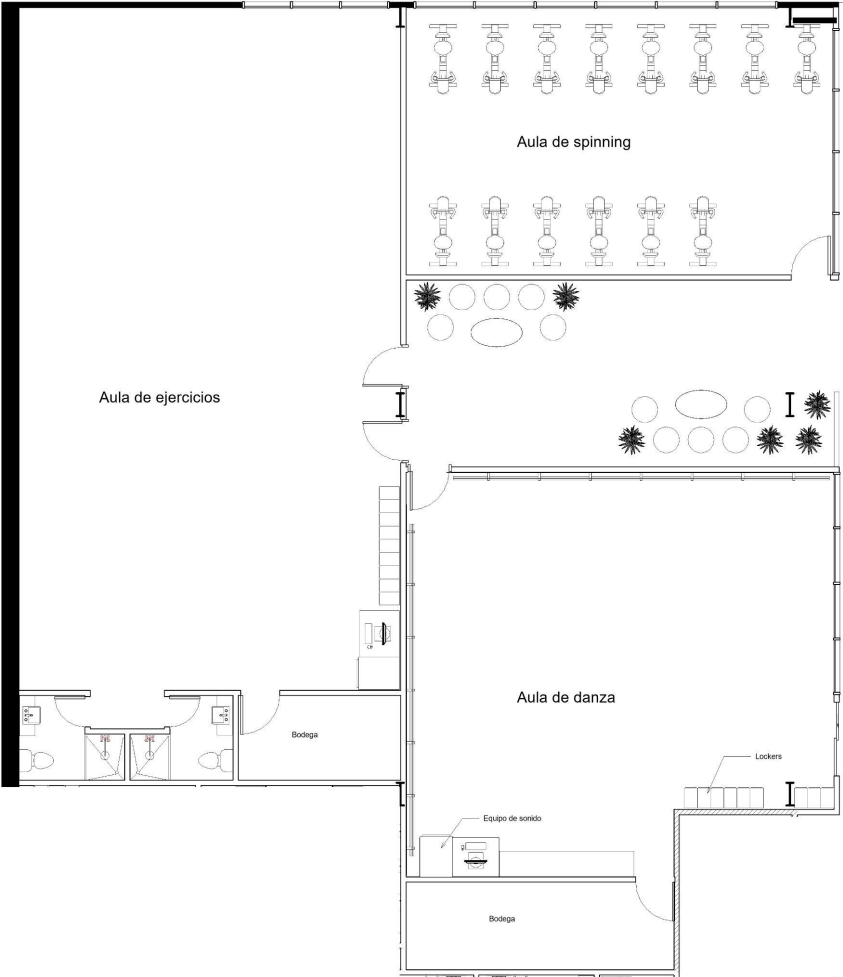 Aula de spinning
Aula de ejercicios
Aula de danza
Bodega
Lockers
Equipo de sonido
Bodega